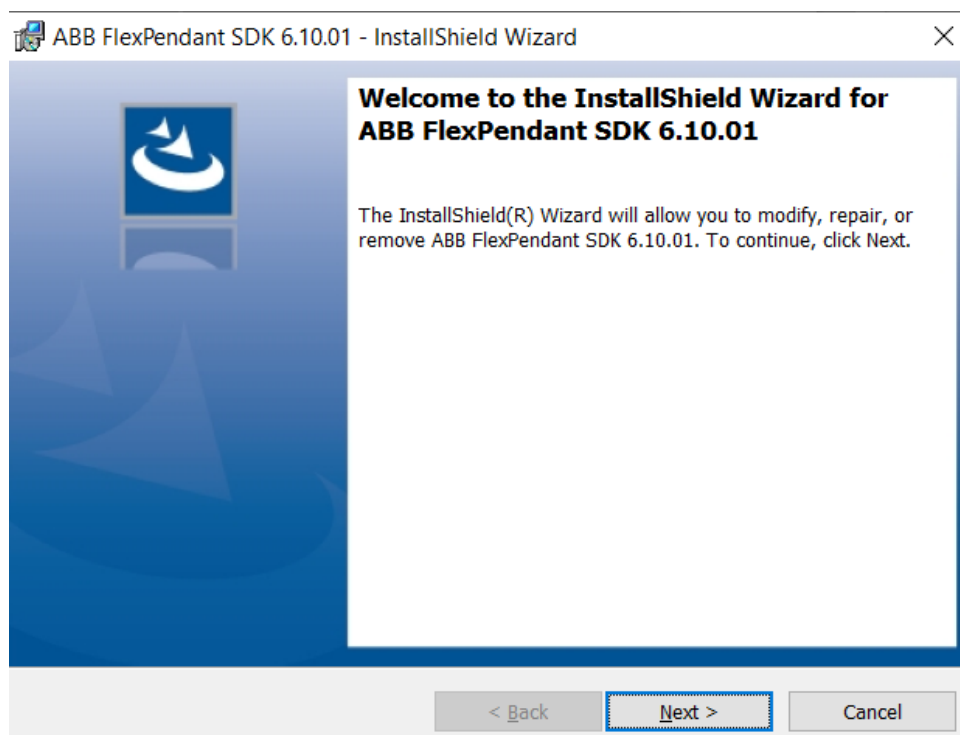 ABB FlexPendant SDK 6.10.01 - InstallShield Wizard
Welcome to the InstallShield Wizard for
ABB FlexPendant SDK 6.10.01
The InstallShield(R) Wizard will allow you to modify, repair, or
remove ABB FlexPendant SDK 6.10.01. To continue, click Next.
< Back
Next >
Cancel